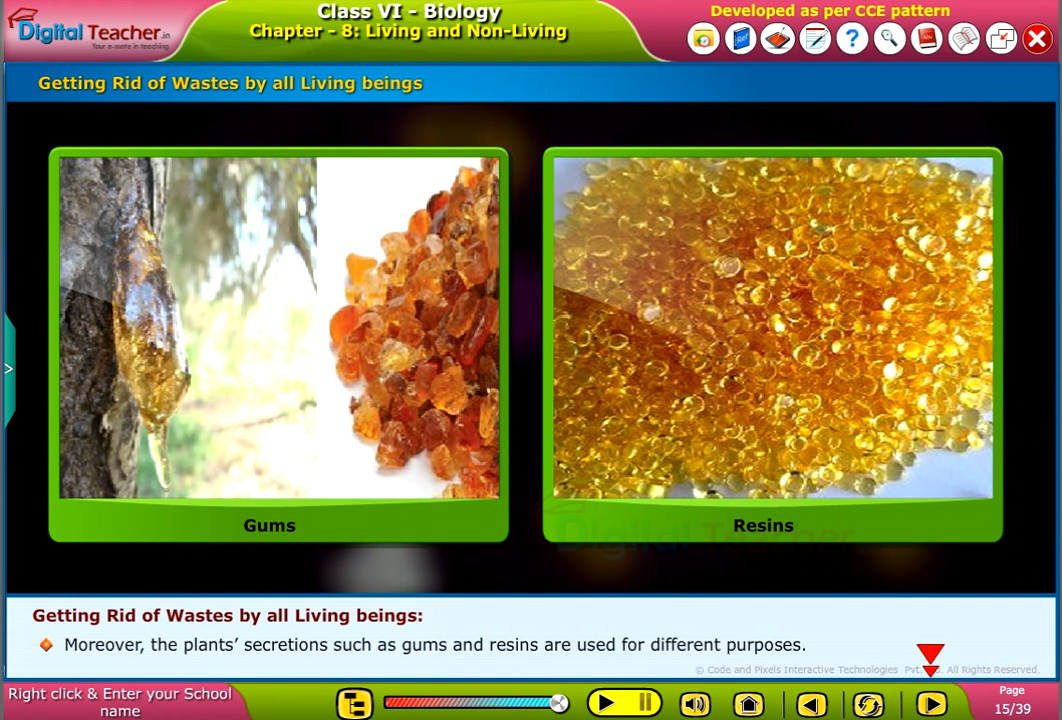 Digital Teacher.in
Your e-mate in teaching
Class VI - Biology
Chapter - 8: Living and Non-Living
Developed as per CCE pattern
Ref
?
Getting Rid of Wastes by all Living beings
>
Gums
Resins
Digital Teacher
Getting Rid of Wastes by all Living beings:
Moreover, the plants’ secretions such as gums and resins are used for different purposes.
© Code and Pixels Interactive Technologies Pvt. All Rights Reserved.
Right click & Enter your School
name
Page
15/39